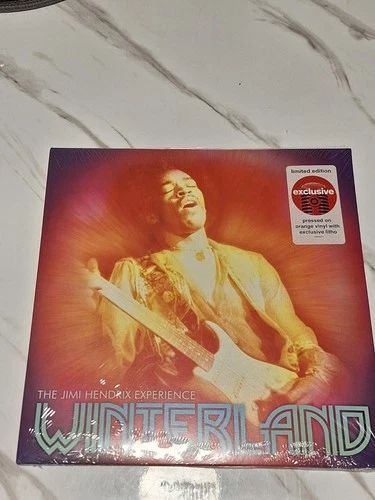 limited edition
exclusive
pressed on
orange vinyl with
exclusive litho
THE JIMI HENDRIX EXPERIENCE
WINTERLAND